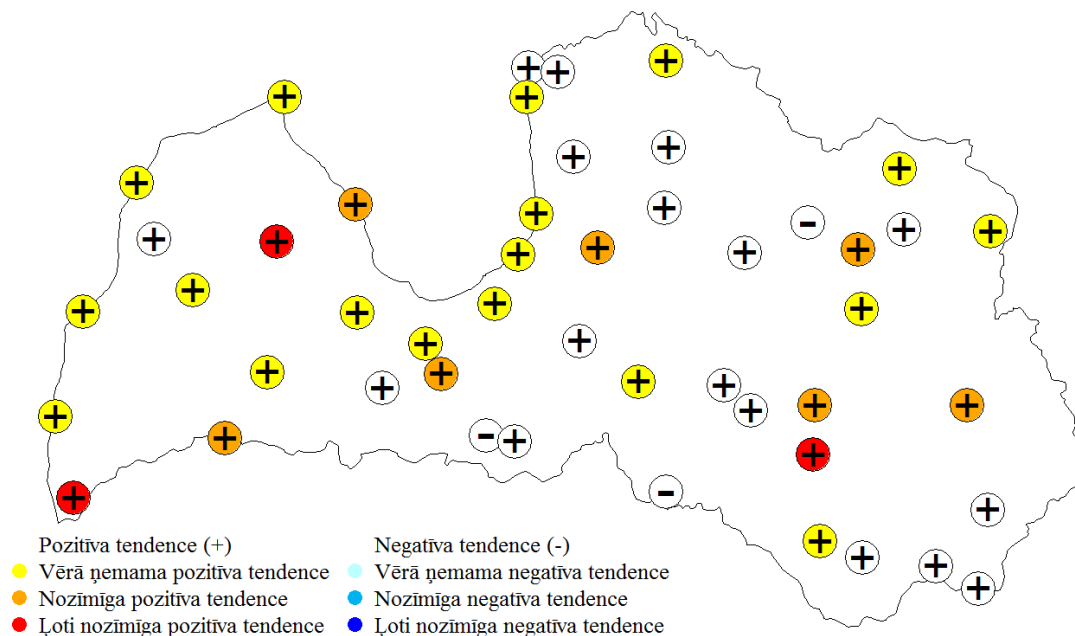 Pozitīva tendence (+)
Vērā ņemama pozitīva tendence
Nozīmīga pozitīva tendence
Ļoti nozīmīga pozitīva tendence
Negatīva tendence (-)
Vērā ņemama negatīva tendence
Nozīmīga negatīva tendence
Ļoti nozīmīga negatīva tendence